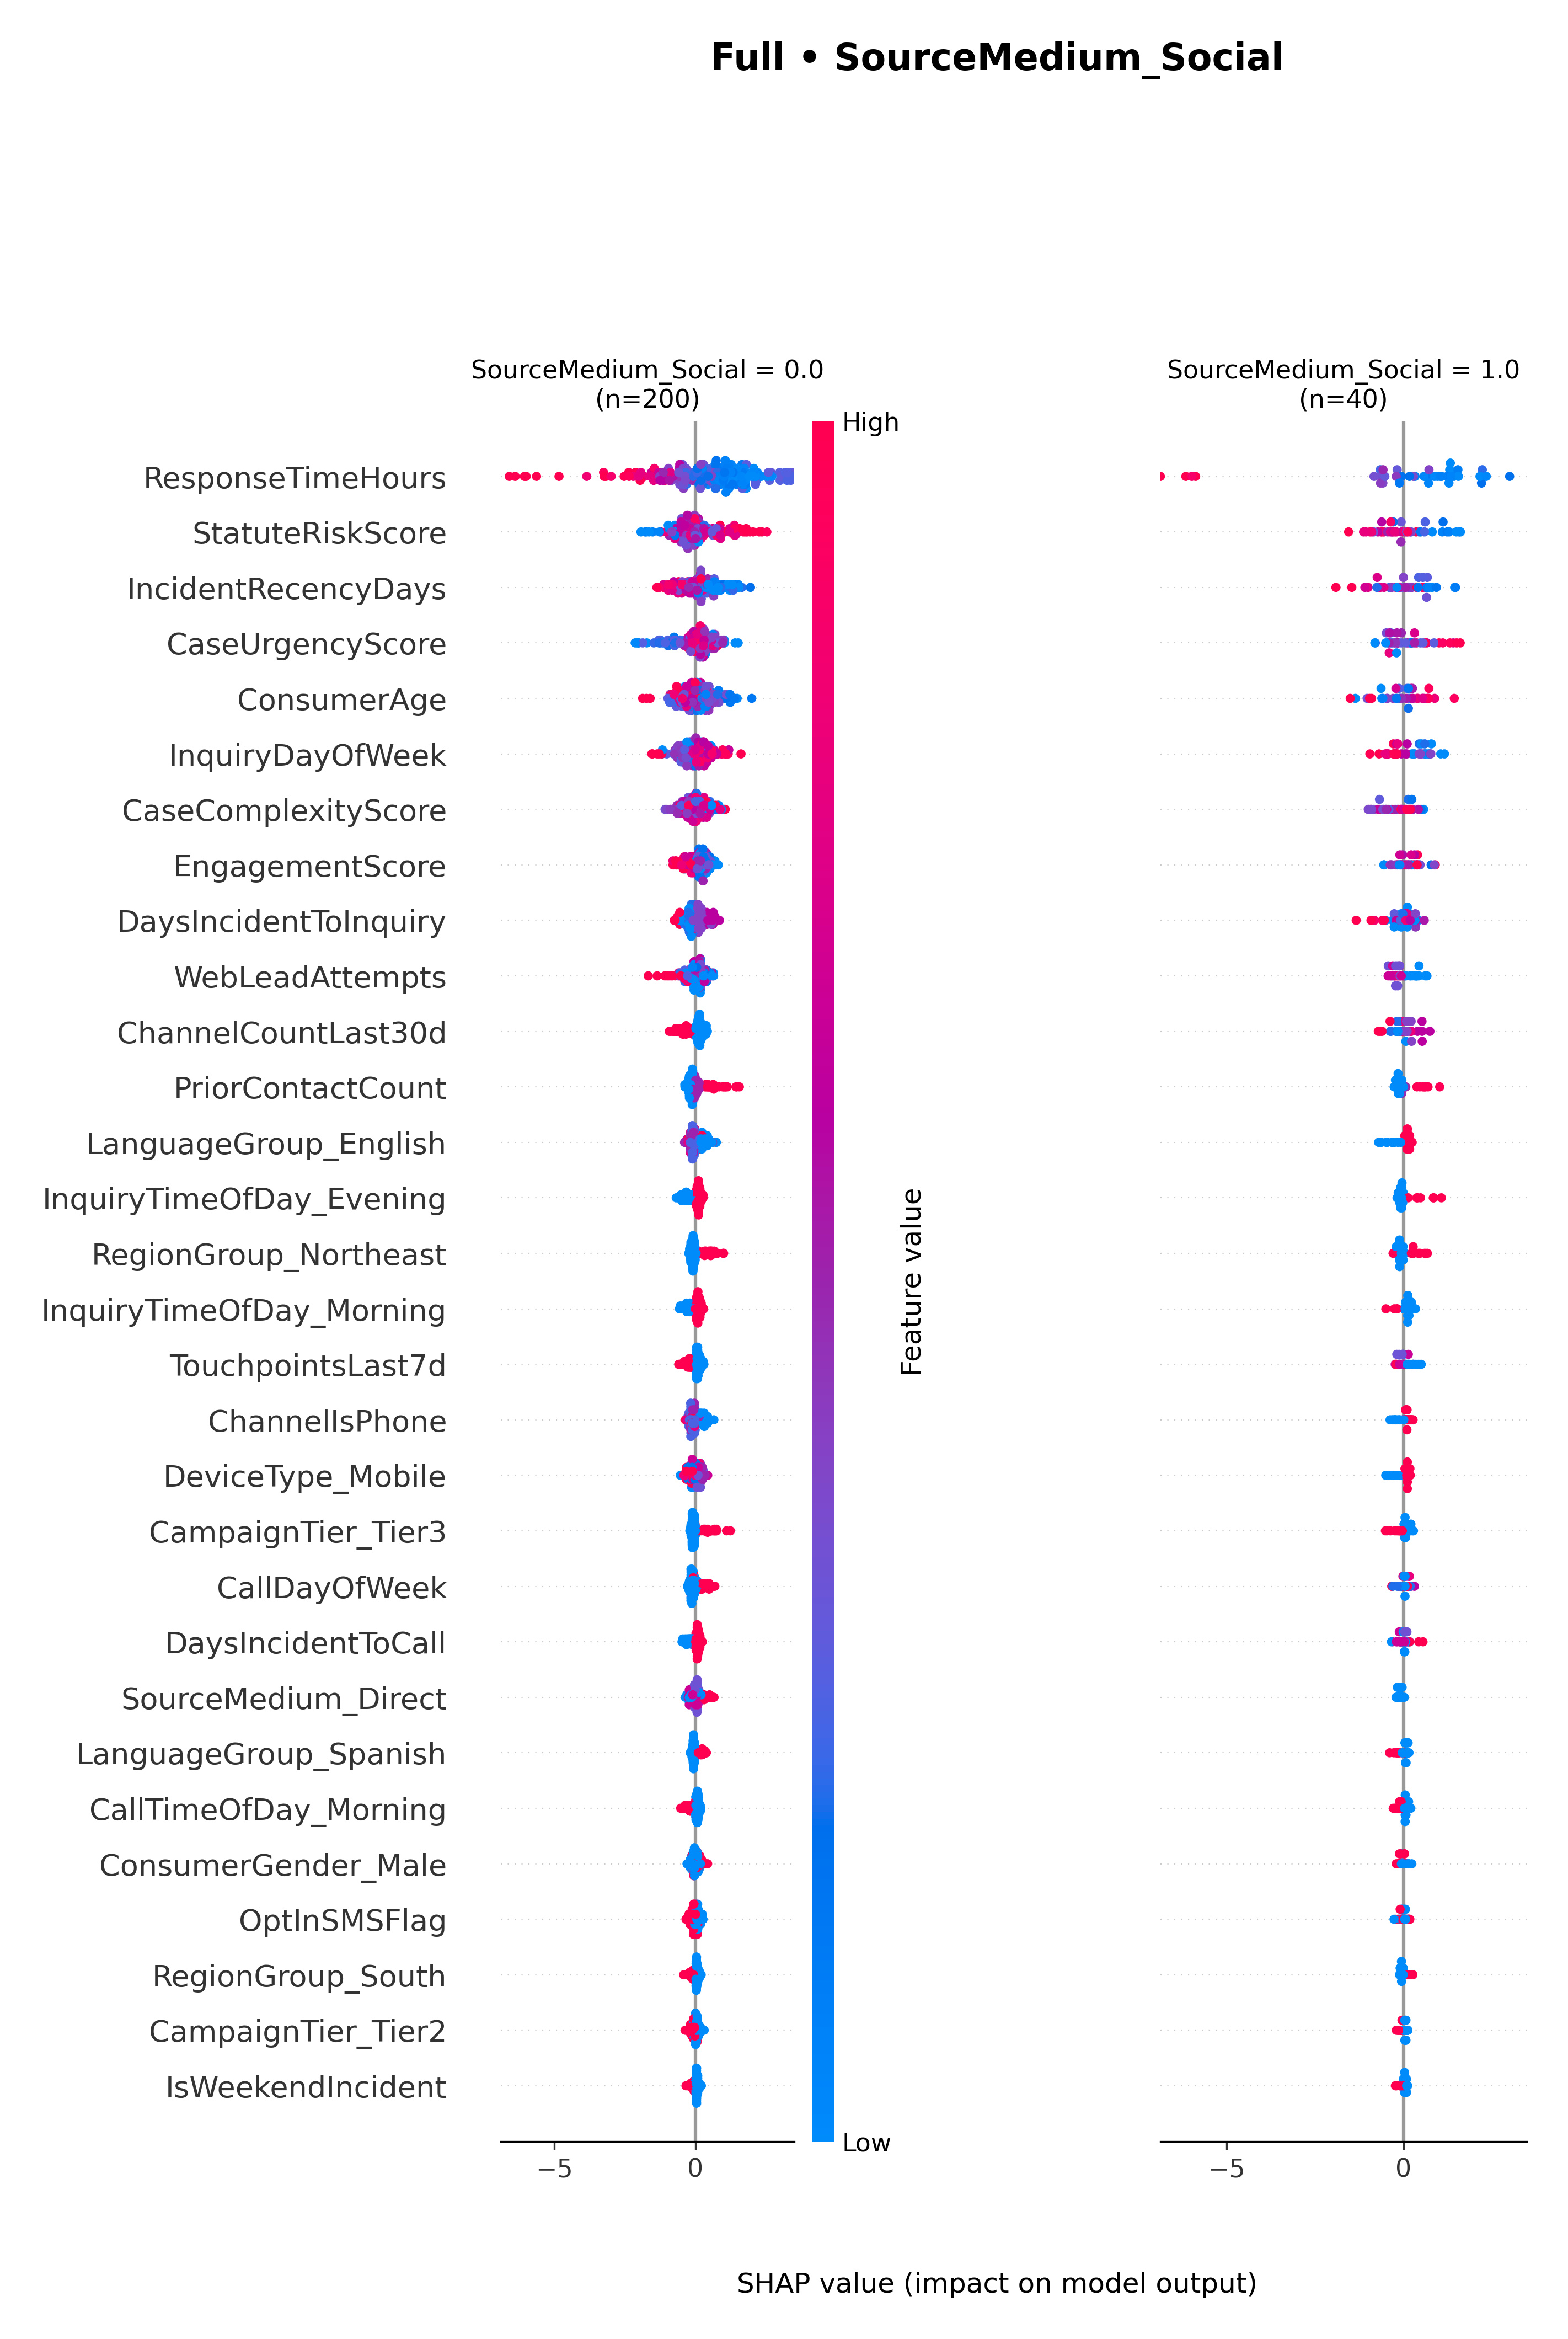 Full • SourceMedium_Social
SourceMedium_Social = 0.0
(n=200)
SourceMedium_Social = 1.0
(n=40)
High
ResponseTimeHours
StatuteRiskScore
IncidentRecencyDays
CaseUrgencyScore
ConsumerAge
InquiryDayOfWeek
CaseComplexityScore
EngagementScore
DaysIncidentToInquiry
WebLeadAttempts
ChannelCountLast30d
PriorContactCount
LanguageGroup_English
InquiryTimeOfDay_Evening
RegionGroup_Northeast
InquiryTimeOfDay_Morning
TouchpointsLast7d
ChannelIsPhone
DeviceType_Mobile
CampaignTier_Tier3
CallDayOfWeek
DaysIncidentToCall
SourceMedium_Direct
LanguageGroup_Spanish
CallTimeOfDay_Morning
ConsumerGender_Male
OptInSMSFlag
RegionGroup_South
CampaignTier_Tier2
IsWeekendIncident
Feature value
Low
−5 0
−5 0
SHAP value (impact on model output)